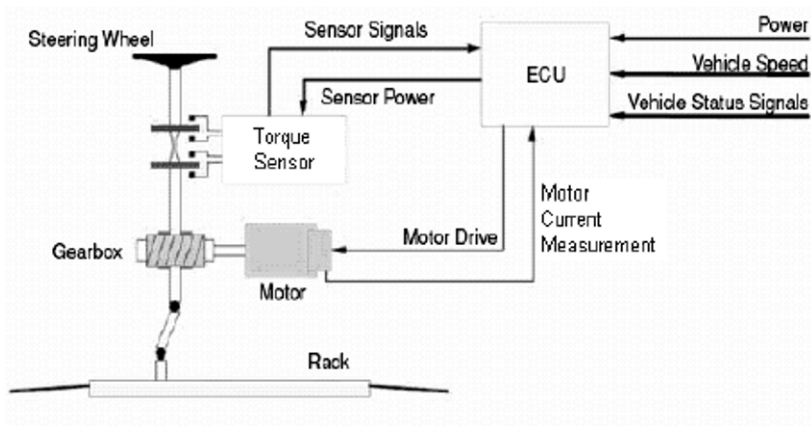 Steering Wheel
Sensor Signals
Power
ECU
Vehicle Speed
Sensor Power
Vehicle Status Signals
Torque
Sensor
Motor
Current
Measurement
Gearbox
Motor Drive
Motor
Rack